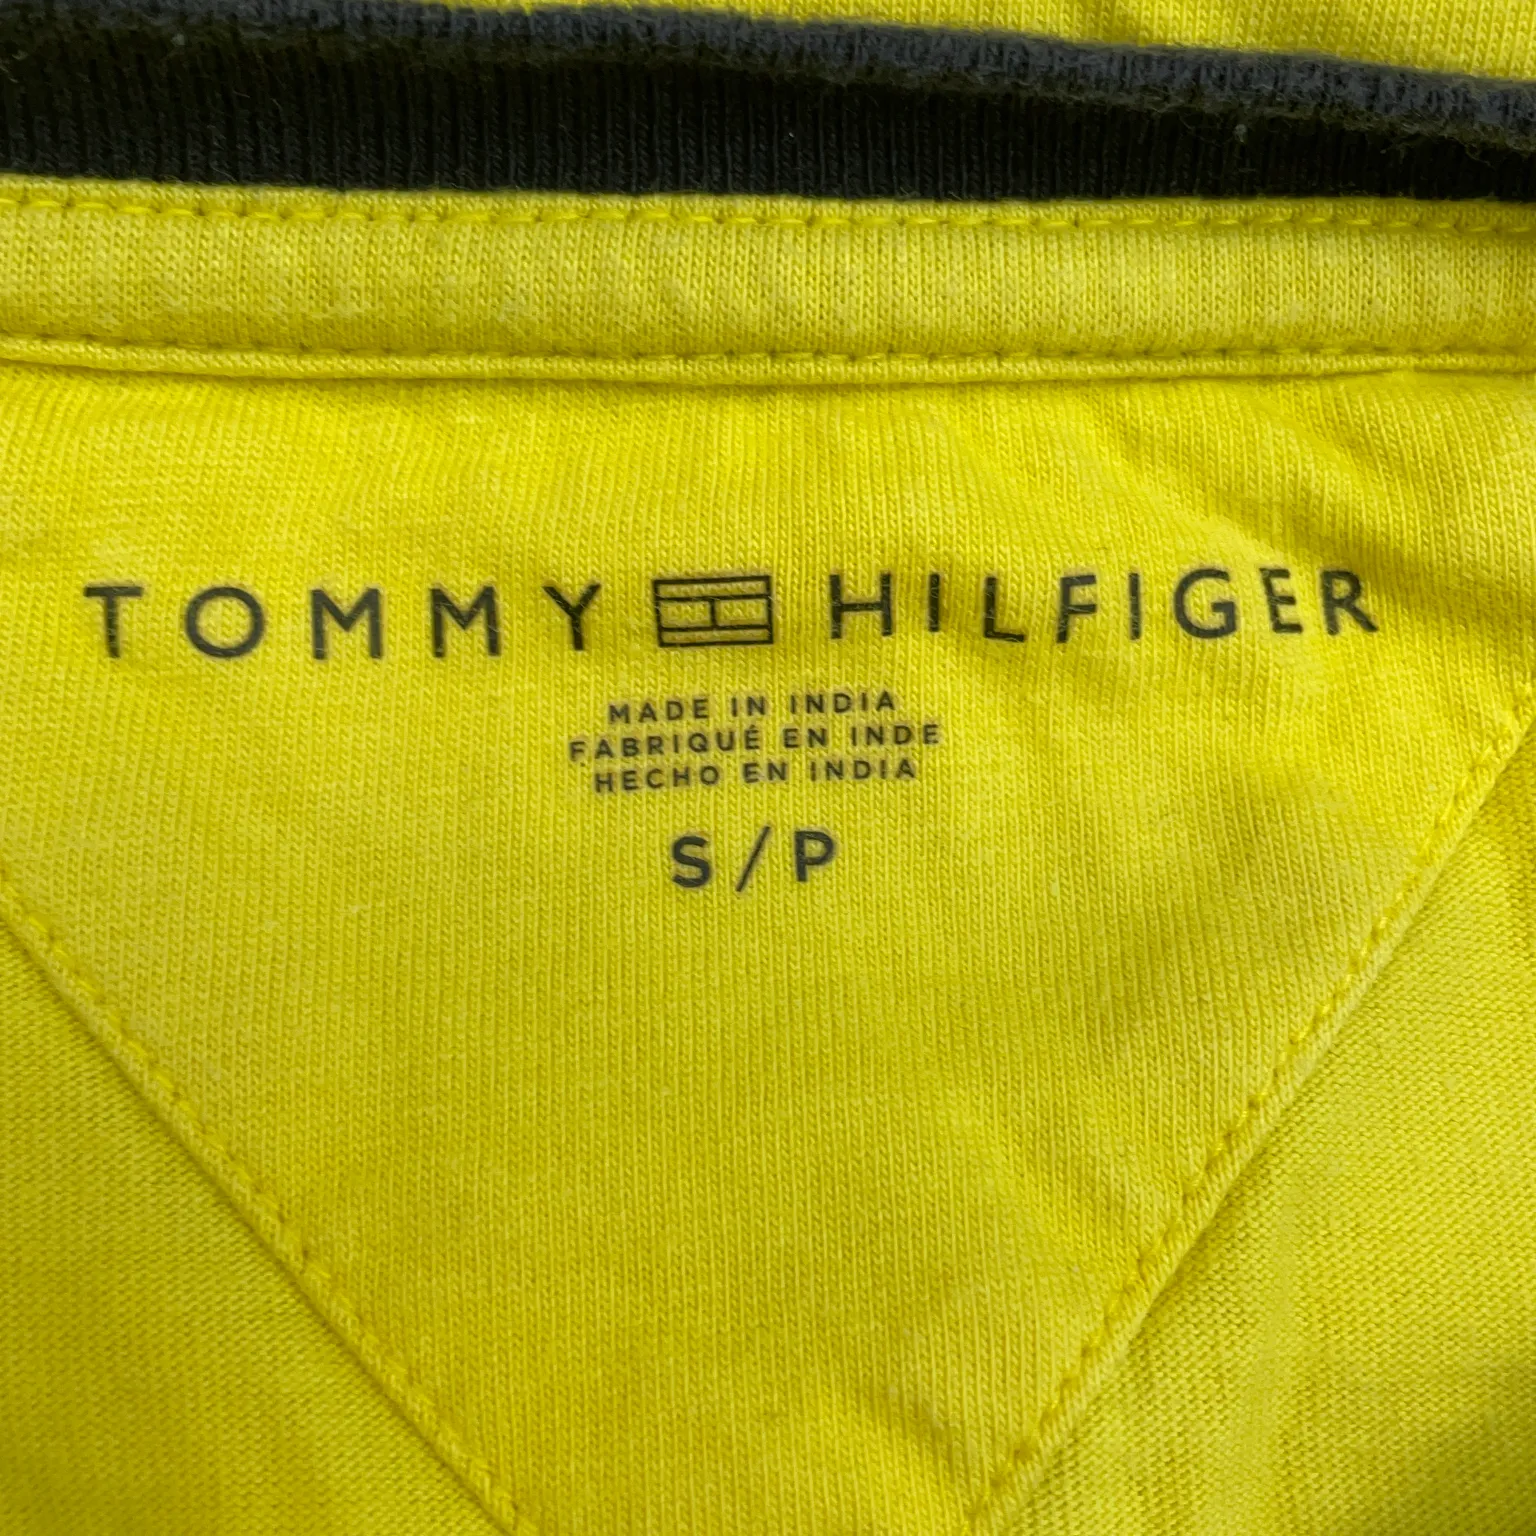 TOMMY HILFIGER
MADE IN INDIA
FABRIQUÉ EN INDE
HECHO EN INDIA
S/P